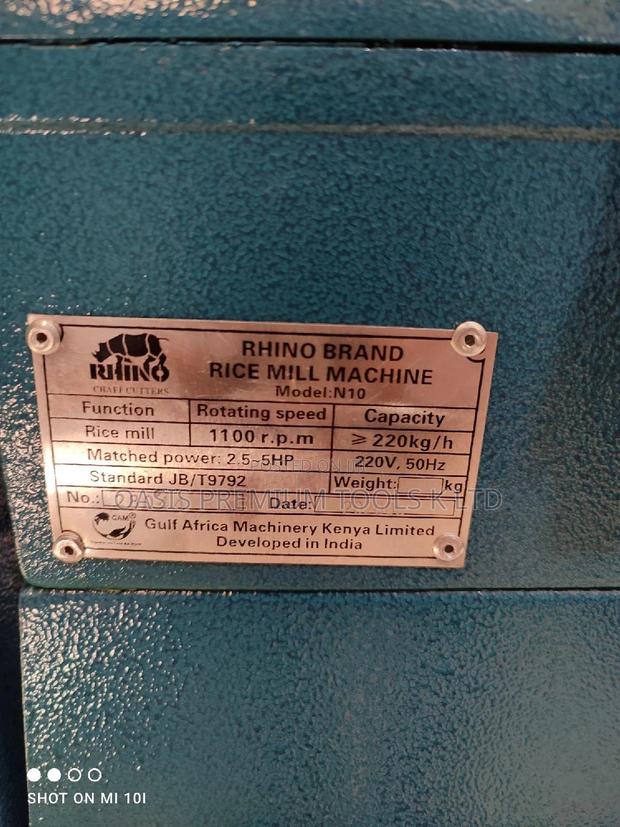 RHINO
CHAFF CUTTERS
RHINO BRAND
RICE MILL MACHINE
Model:N10
Function Rotating speed Capacity
Rice mill 1100 r.p.m ≥ 220kg/h
Matched power: 2.5~5HP 220V, 50Hz
Standard JB/T9792 Weight: kg
No.: Date:
OASIS PREMIUM TOOLS K LTD
GAM
Gulf Africa Machinery Kenya Limited
Developed in India
SHOT ON MI 10I